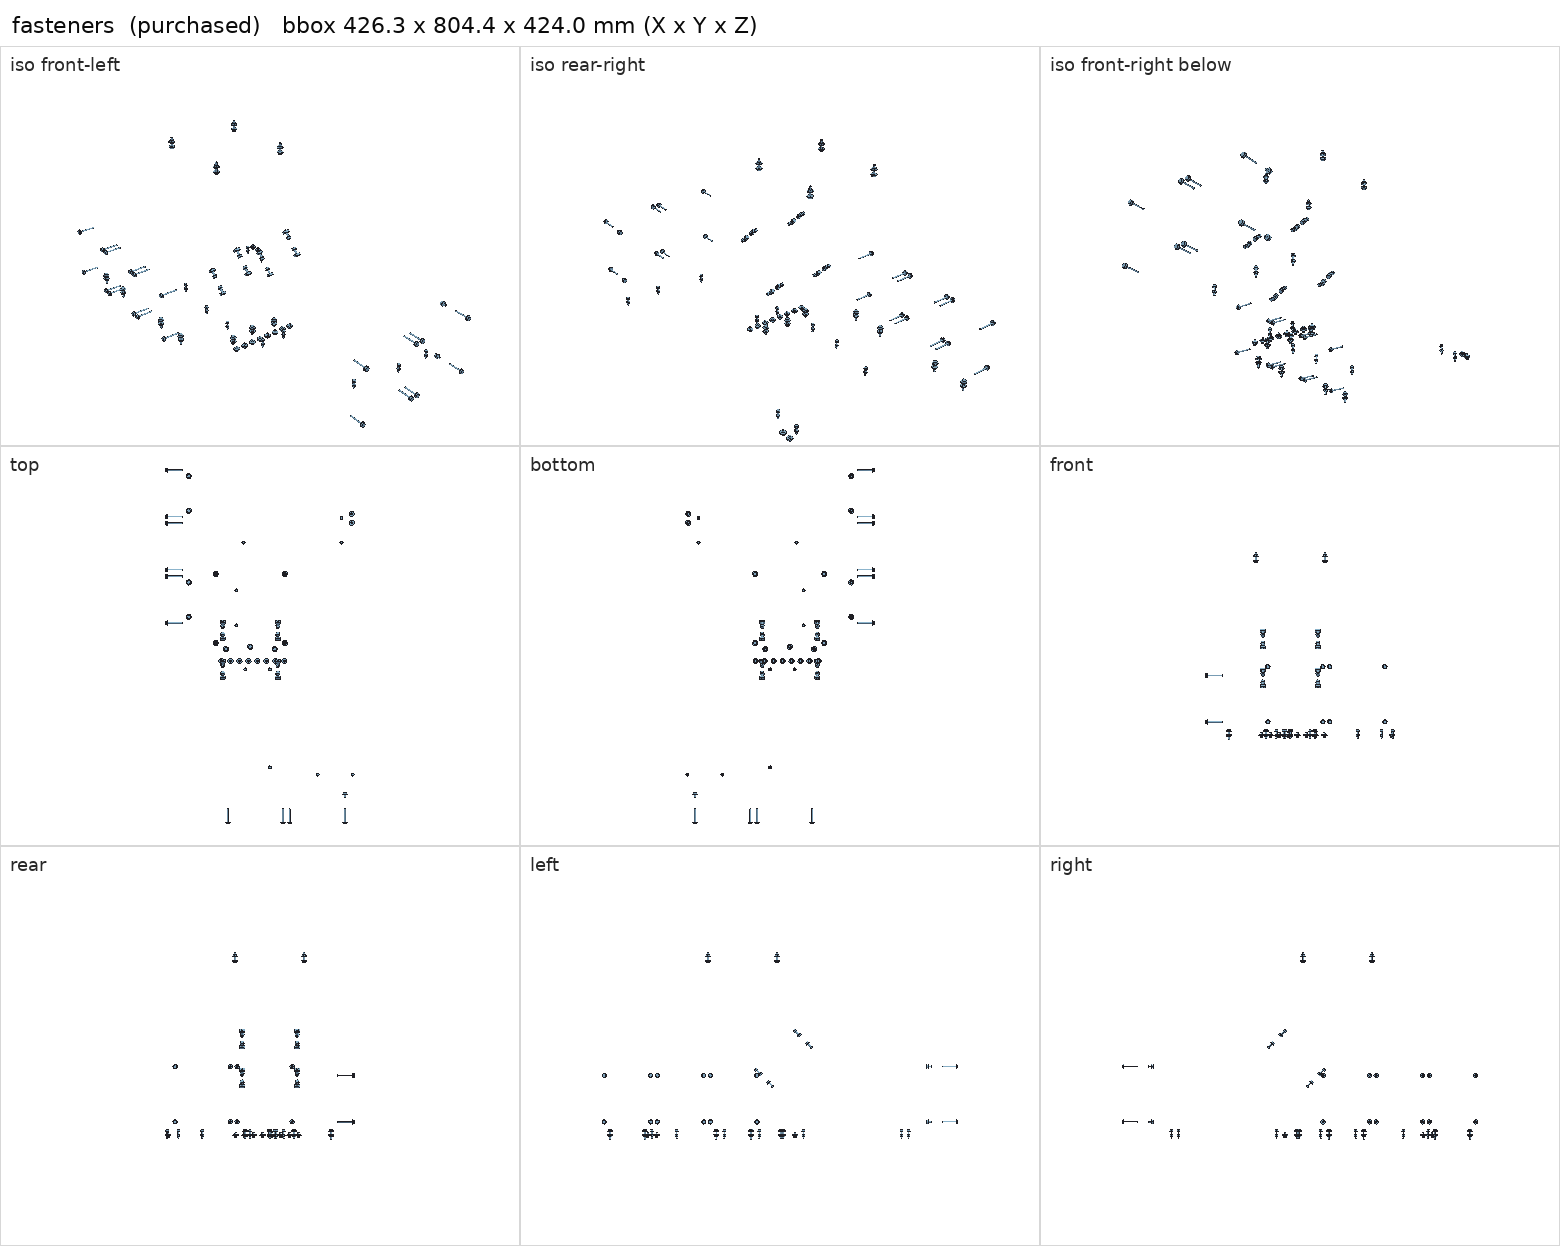 fasteners  (purchased)   bbox 426.3 x 804.4 x 424.0 mm (X x Y x Z)
iso front-left
iso rear-right
iso front-right below
top
bottom
front
rear
left
right